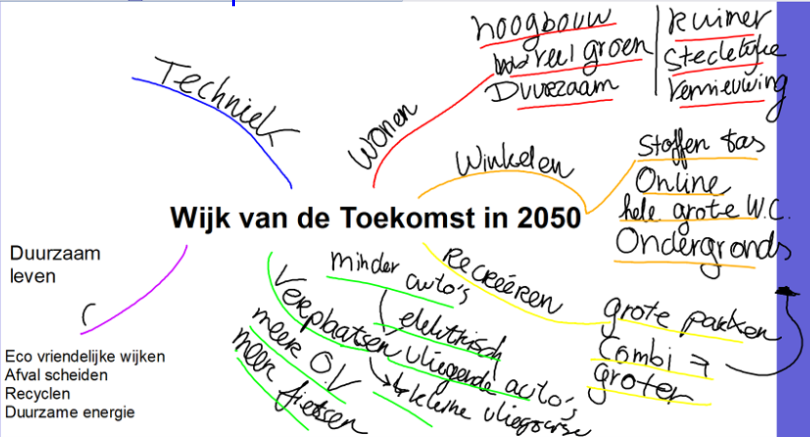 Techniek
Wonen
hoogbouw
veel groen
Duurzaam
Ruimer
Stedelijke
Vernieuwing
Winkelen
Stoffen tas
Online
hele grote W.C.
Ondergronds
Wijk van de Toekomst in 2050
Duurzaam
leven
Eco vriendelijke wijken
Afval scheiden
Recyclen
Duurzame energie
Verplaatsen
minder
auto's
elektrisch
vliegende auto's
kleine
meer O.V
meer fietsen
Recreëren
grote parken
Combi
groter